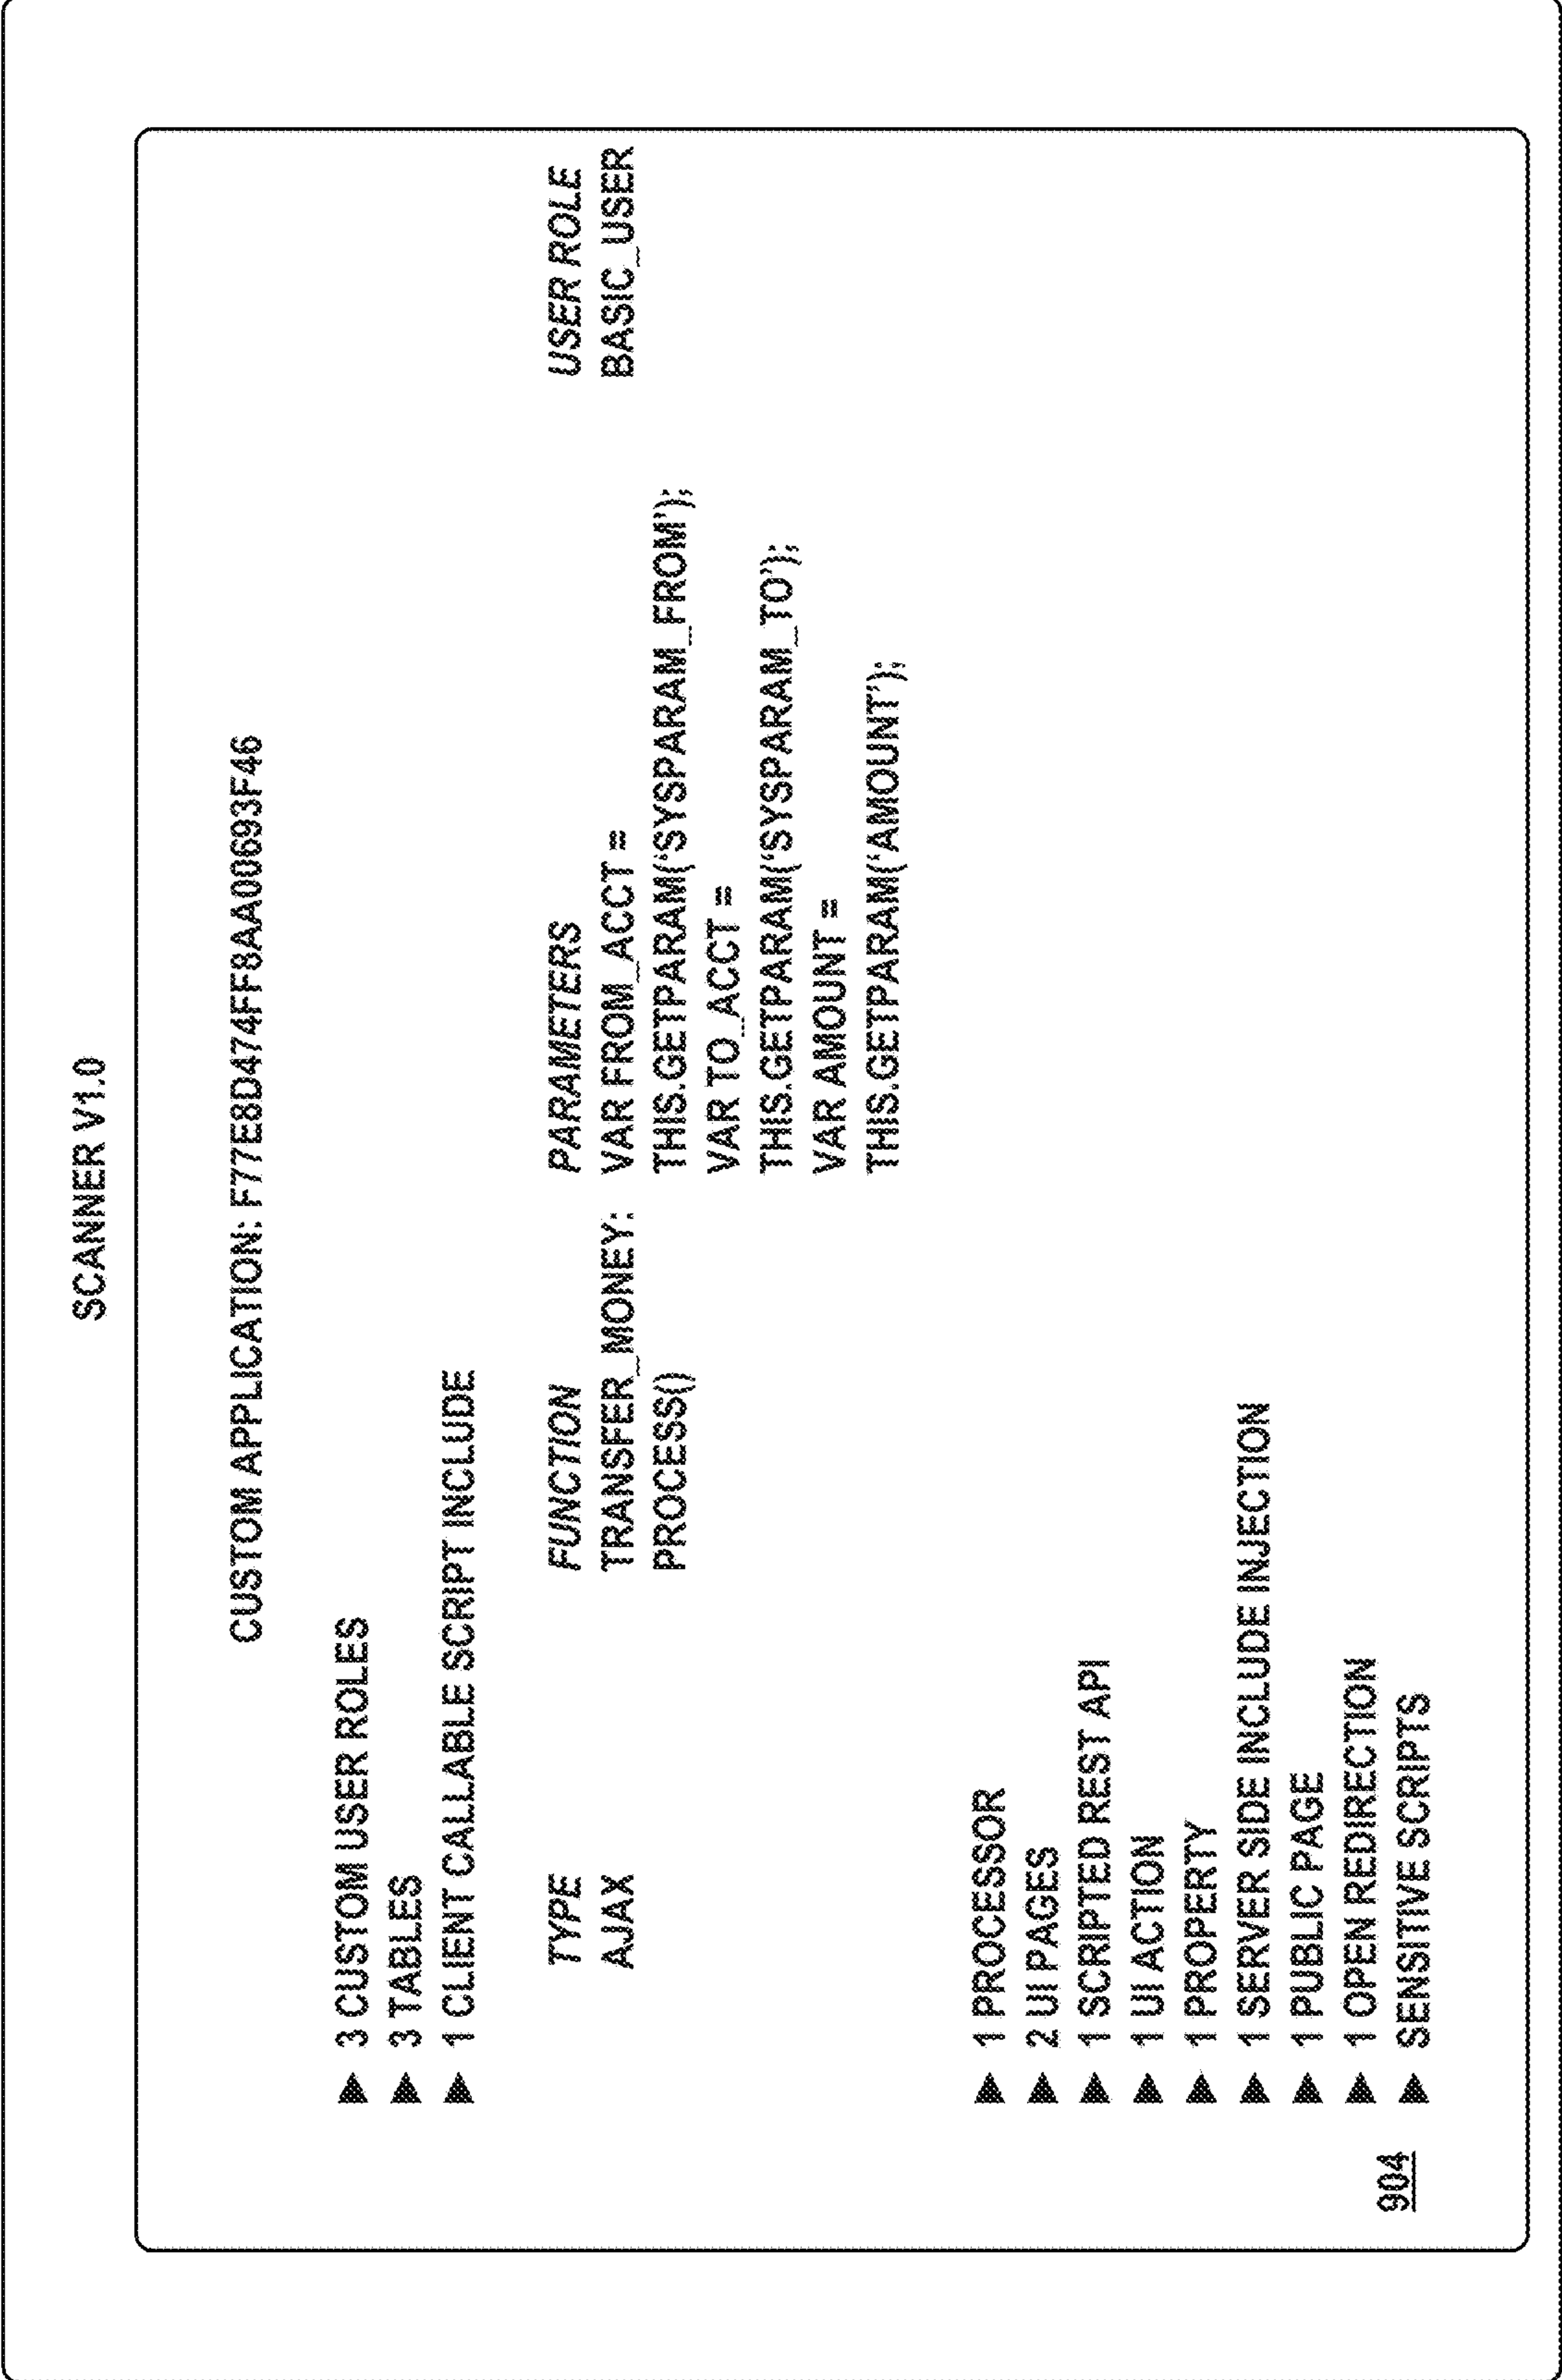 SCANNER V1.0
CUSTOM APPLICATION: F77E8D474FF8AA00693F46
▶ 3 CUSTOM USER ROLES
▶ 3 TABLES
▶ 1 CLIENT CALLABLE SCRIPT INCLUDE
TYPE FUNCTION PARAMETERS USER ROLE
AJAX TRANSFER_MONEY: VAR FROM_ACCT = BASIC_USER
PROCESS() THIS.GETPARAM('SYSPARAM_FROM');
VAR TO_ACCT =
THIS.GETPARAM('SYSPARAM_TO');
VAR AMOUNT =
THIS.GETPARAM('AMOUNT');
▶ 1 PROCESSOR
▶ 2 UI PAGES
▶ 1 SCRIPTED REST API
▶ 1 UI ACTION
▶ 1 PROPERTY
▶ 1 SERVER SIDE INCLUDE INJECTION
▶ 1 PUBLIC PAGE
▶ 1 OPEN REDIRECTION
▶ SENSITIVE SCRIPTS
904